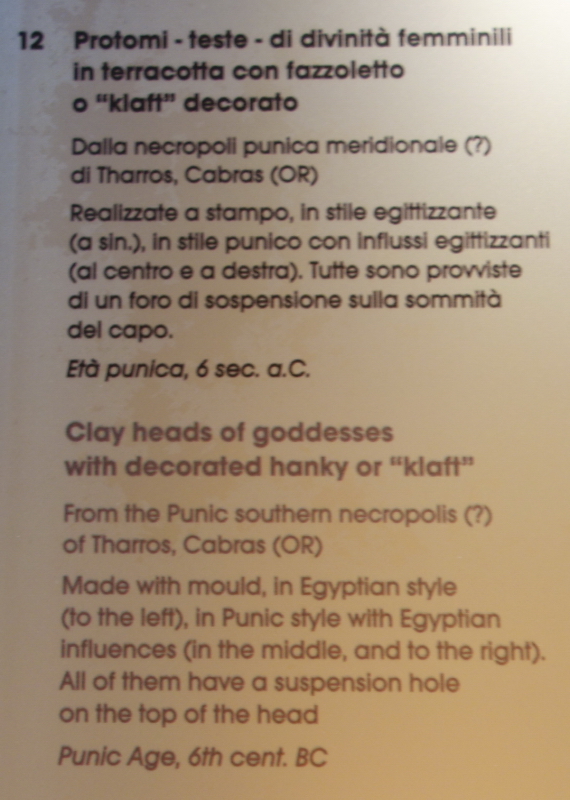 12 Protomi - teste - di divinità femminili
in terracotta con fazzoletto
o "klaft" decorato
Dalla necropoli punica meridionale (?)
di Tharros, Cabras (OR)
Realizzate a stampo, in stile egittizzante
(a sin.), in stile punico con influssi egittizzanti
(al centro e a destra). Tutte sono provviste
di un foro di sospensione sulla sommità
del capo.
Età punica, 6 sec. a.C.
Clay heads of goddesses
with decorated hanky or "klaft"
From the Punic southern necropolis (?)
of Tharros, Cabras (OR)
Made with mould, in Egyptian style
(to the left), in Punic style with Egyptian
influences (in the middle, and to the right).
All of them have a suspension hole
on the top of the head
Punic Age, 6th cent. BC